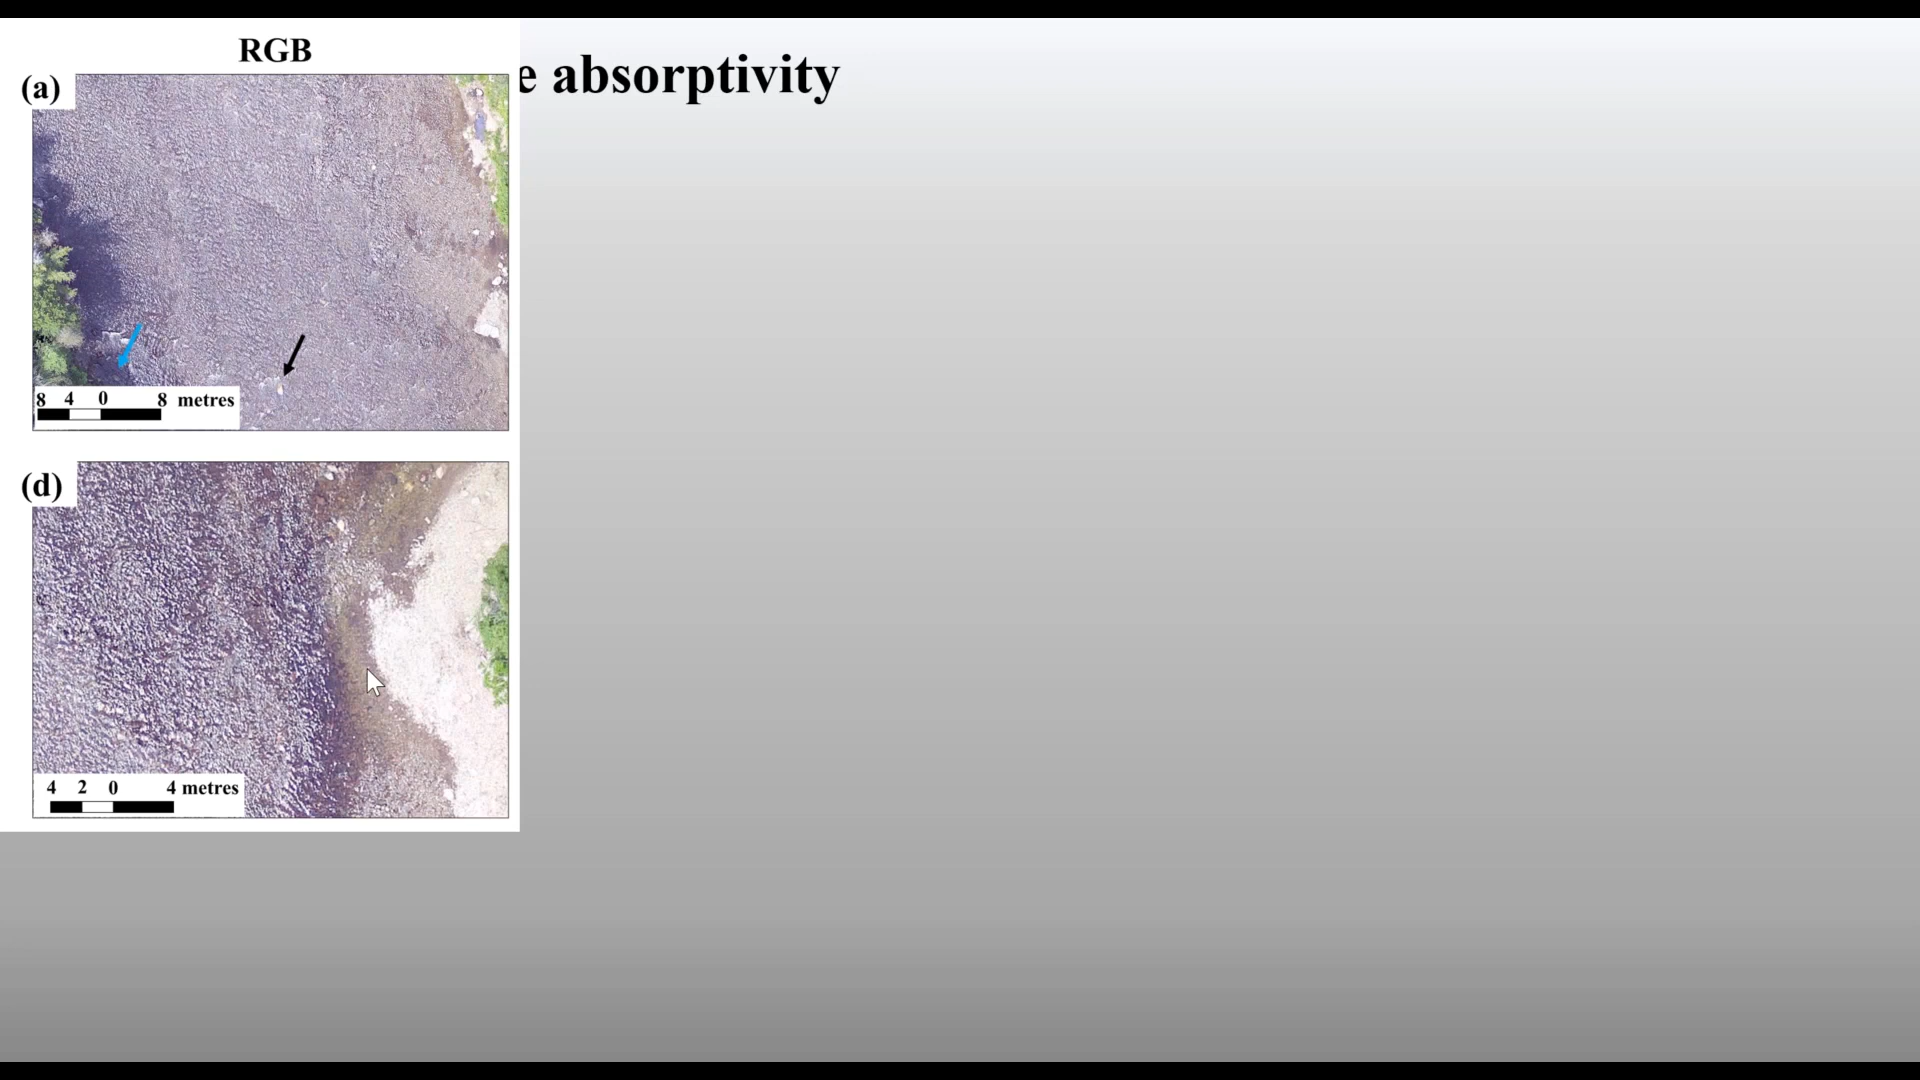 RGB
e absorptivity
(a)
8 4 0 8 metres
(d)
4 2 0 4 metres